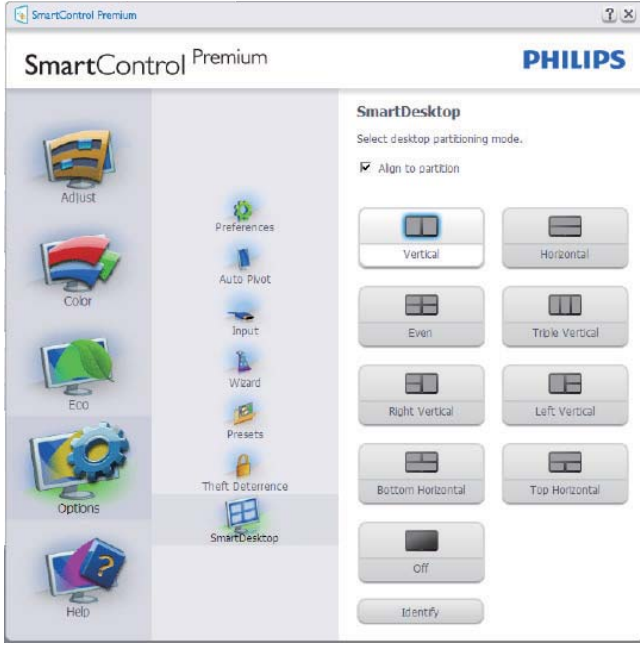 SmartControl Premium
SmartControl Premium
PHILIPS
Adjust
Color
Eco
Options
Help
Preferences
Auto Pivot
Input
Wizard
Presets
Theft Deterrence
SmartDesktop
SmartDesktop
Select desktop partitioning mode.
Align to partition
Vertical
Horizontal
Even
Triple Vertical
Right Vertical
Left Vertical
Bottom Horizontal
Top Horizontal
Off
Identify